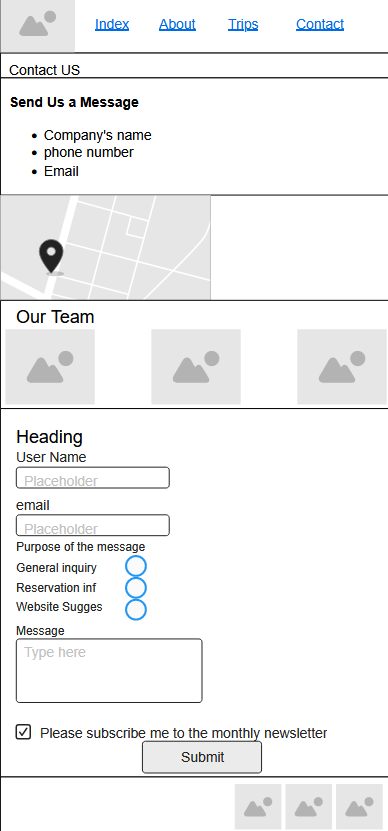 Index About Trips Contact
Contact US
Send Us a Message
Company's name
phone number
Email
Our Team
Heading
User Name
Placeholder
email
Placeholder
Purpose of the message
General inquiry
Reservation inf
Website Sugges
Message
Type here
Please subscribe me to the monthly newsletter
Submit